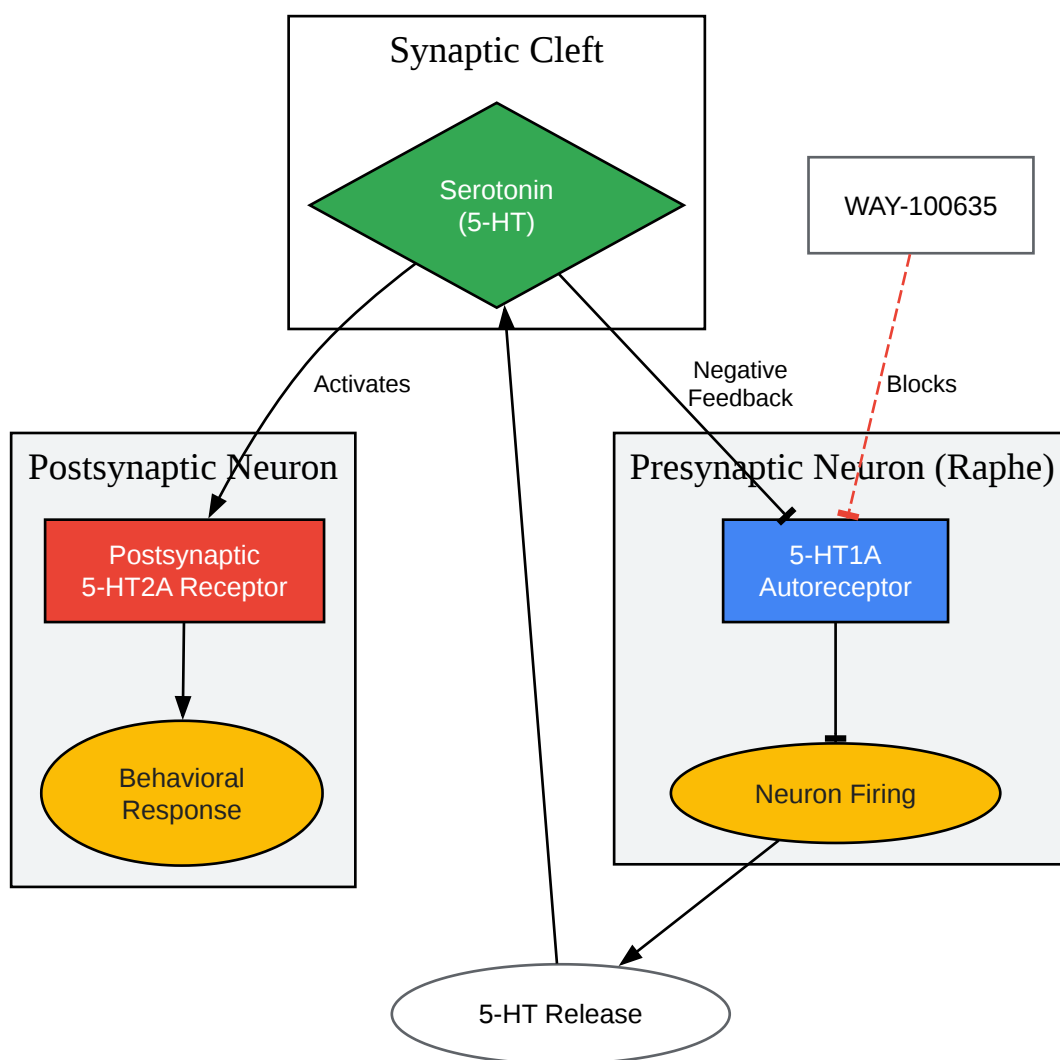 Synaptic Cleft
Serotonin
(5-HT)
WAY-100635
Activates
Negative
Feedback
Blocks
Postsynaptic Neuron
Presynaptic Neuron (Raphe)
Postsynaptic
5-HT2A Receptor
5-HT1A
Autoreceptor
Behavioral
Response
Neuron Firing
5-HT Release